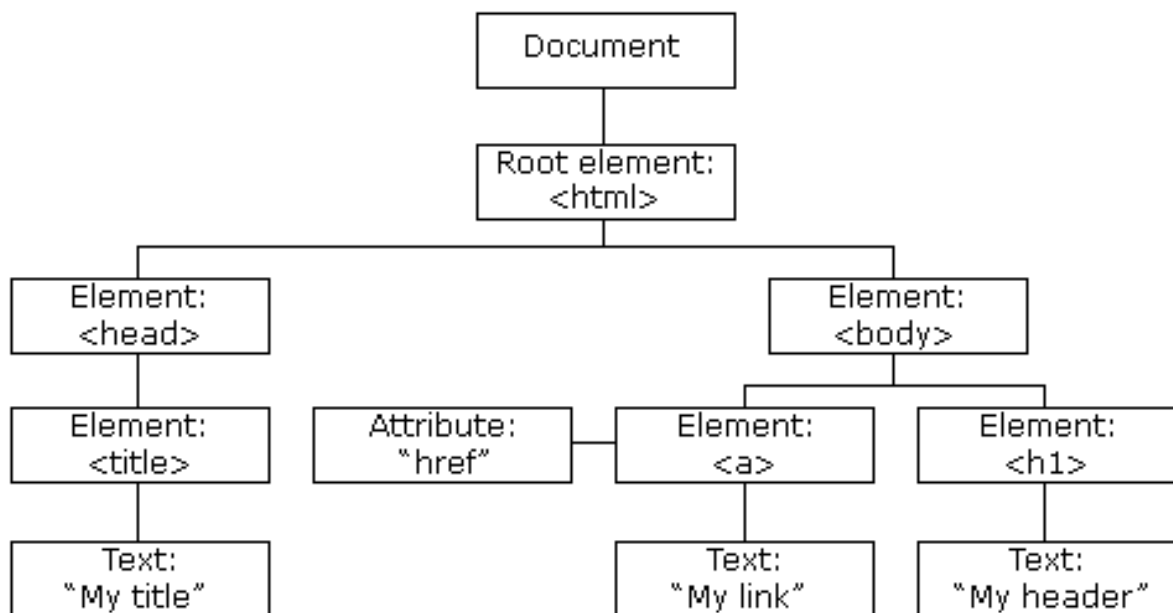 Document
Root element:
<html>
Element:
<head>
Element:
<body>
Element:
<title>
Attribute:
“href”
Element:
<a>
Element:
<h1>
Text:
“My title”
Text:
“My link”
Text:
“My header”